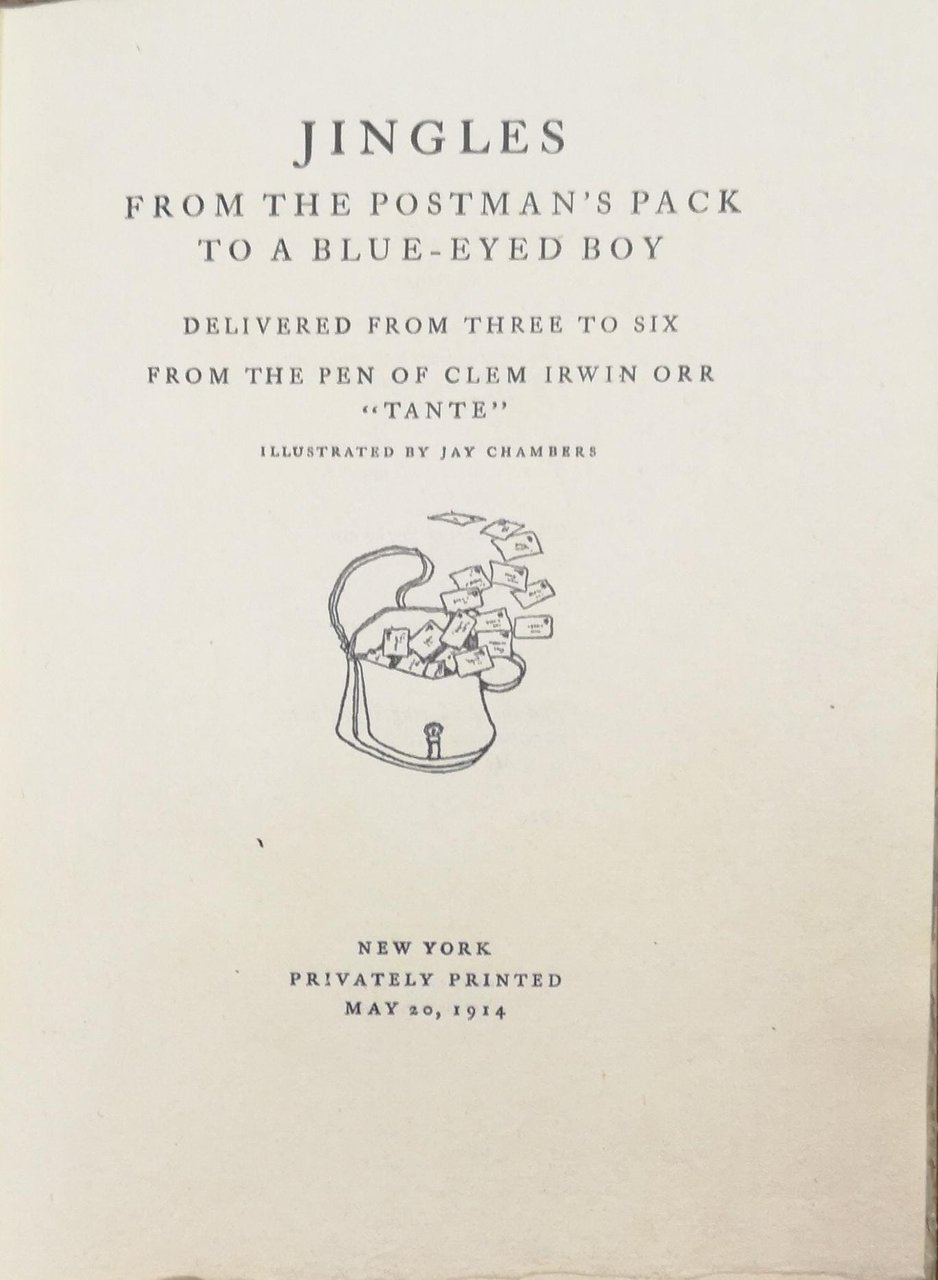 JINGLES
FROM THE POSTMAN'S PACK
TO A BLUE-EYED BOY
DELIVERED FROM THREE TO SIX
FROM THE PEN OF CLEM IRWIN ORR
“TANTE”
ILLUSTRATED BY JAY CHAMBERS
NEW YORK
PRIVATELY PRINTED
MAY 20, 1914